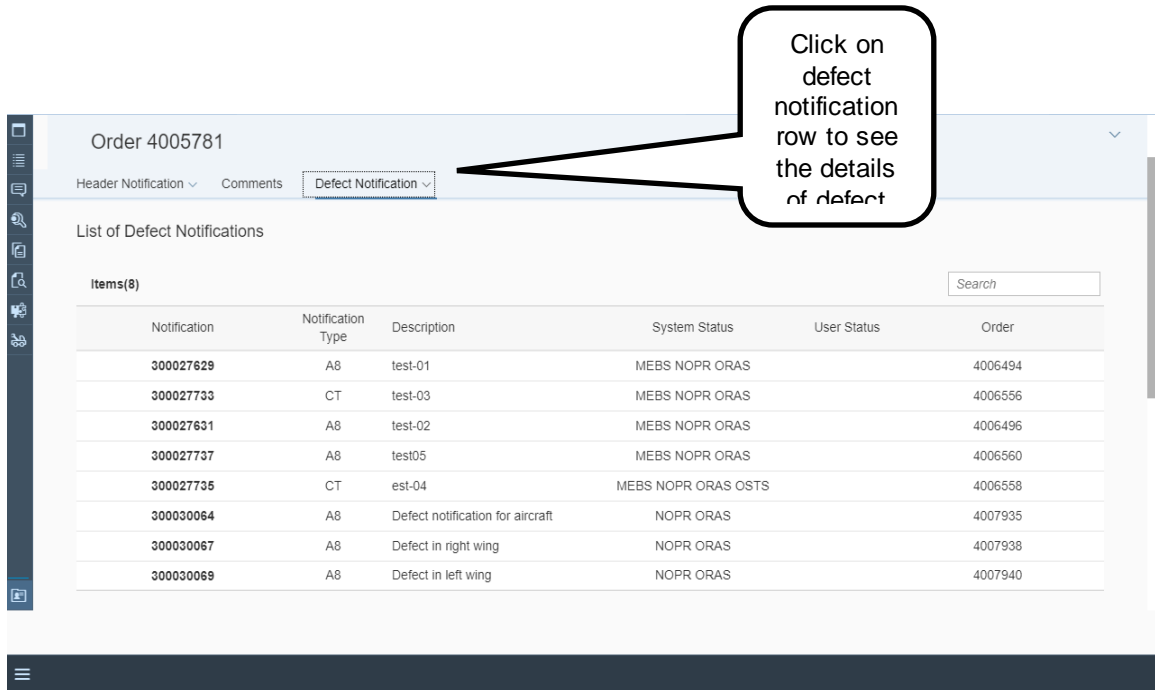 Click on
defect
notification
row to see
the details
of defect
Order 4005781
Header Notification Comments Defect Notification
List of Defect Notifications
Items(8) Search
Notification Notification Type Description System Status User Status Order
300027629 A8 test-01 MEBS NOPR ORAS 4006494
300027733 CT test-03 MEBS NOPR ORAS 4006556
300027631 A8 test-02 MEBS NOPR ORAS 4006496
300027737 A8 test05 MEBS NOPR ORAS 4006560
300027735 CT est-04 MEBS NOPR ORAS OSTS 4006558
300030064 A8 Defect notification for aircraft NOPR ORAS 4007935
300030067 A8 Defect in right wing NOPR ORAS 4007938
300030069 A8 Defect in left wing NOPR ORAS 4007940